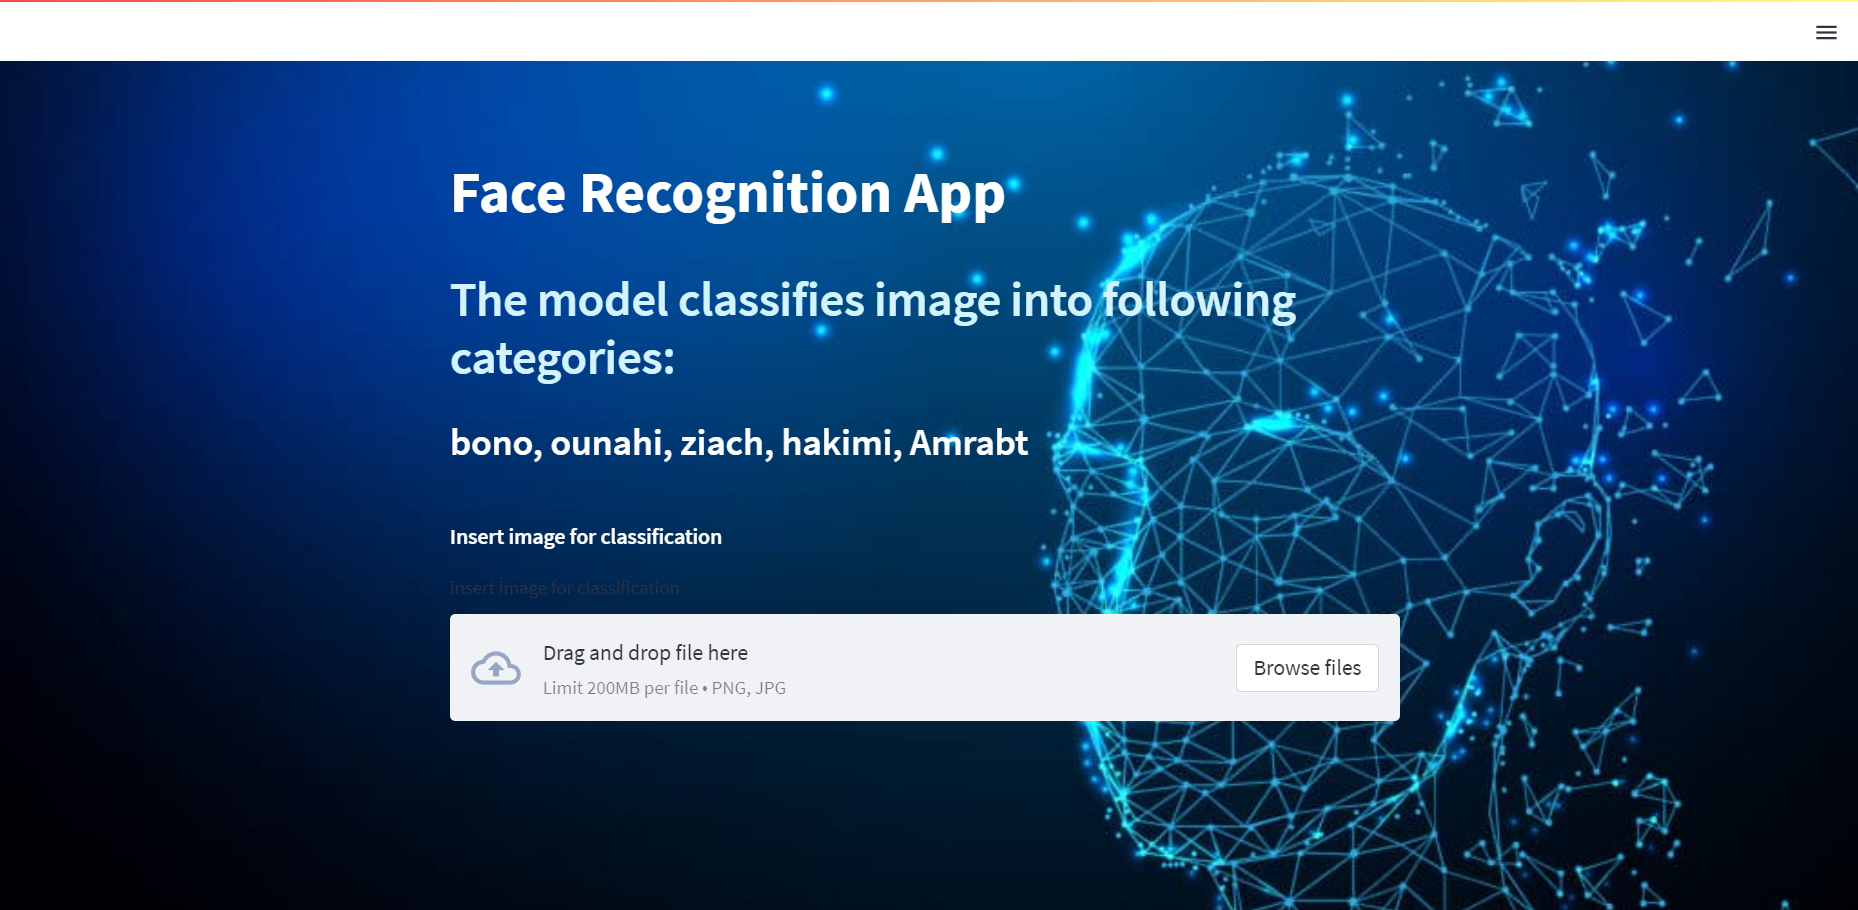 Face Recognition App
The model classifies image into following
categories:
bono, ounahi, ziach, hakimi, Amrabt
Insert image for classification
insert image for classification
Drag and drop file here
Limit 200MB per file • PNG, JPG
Browse files